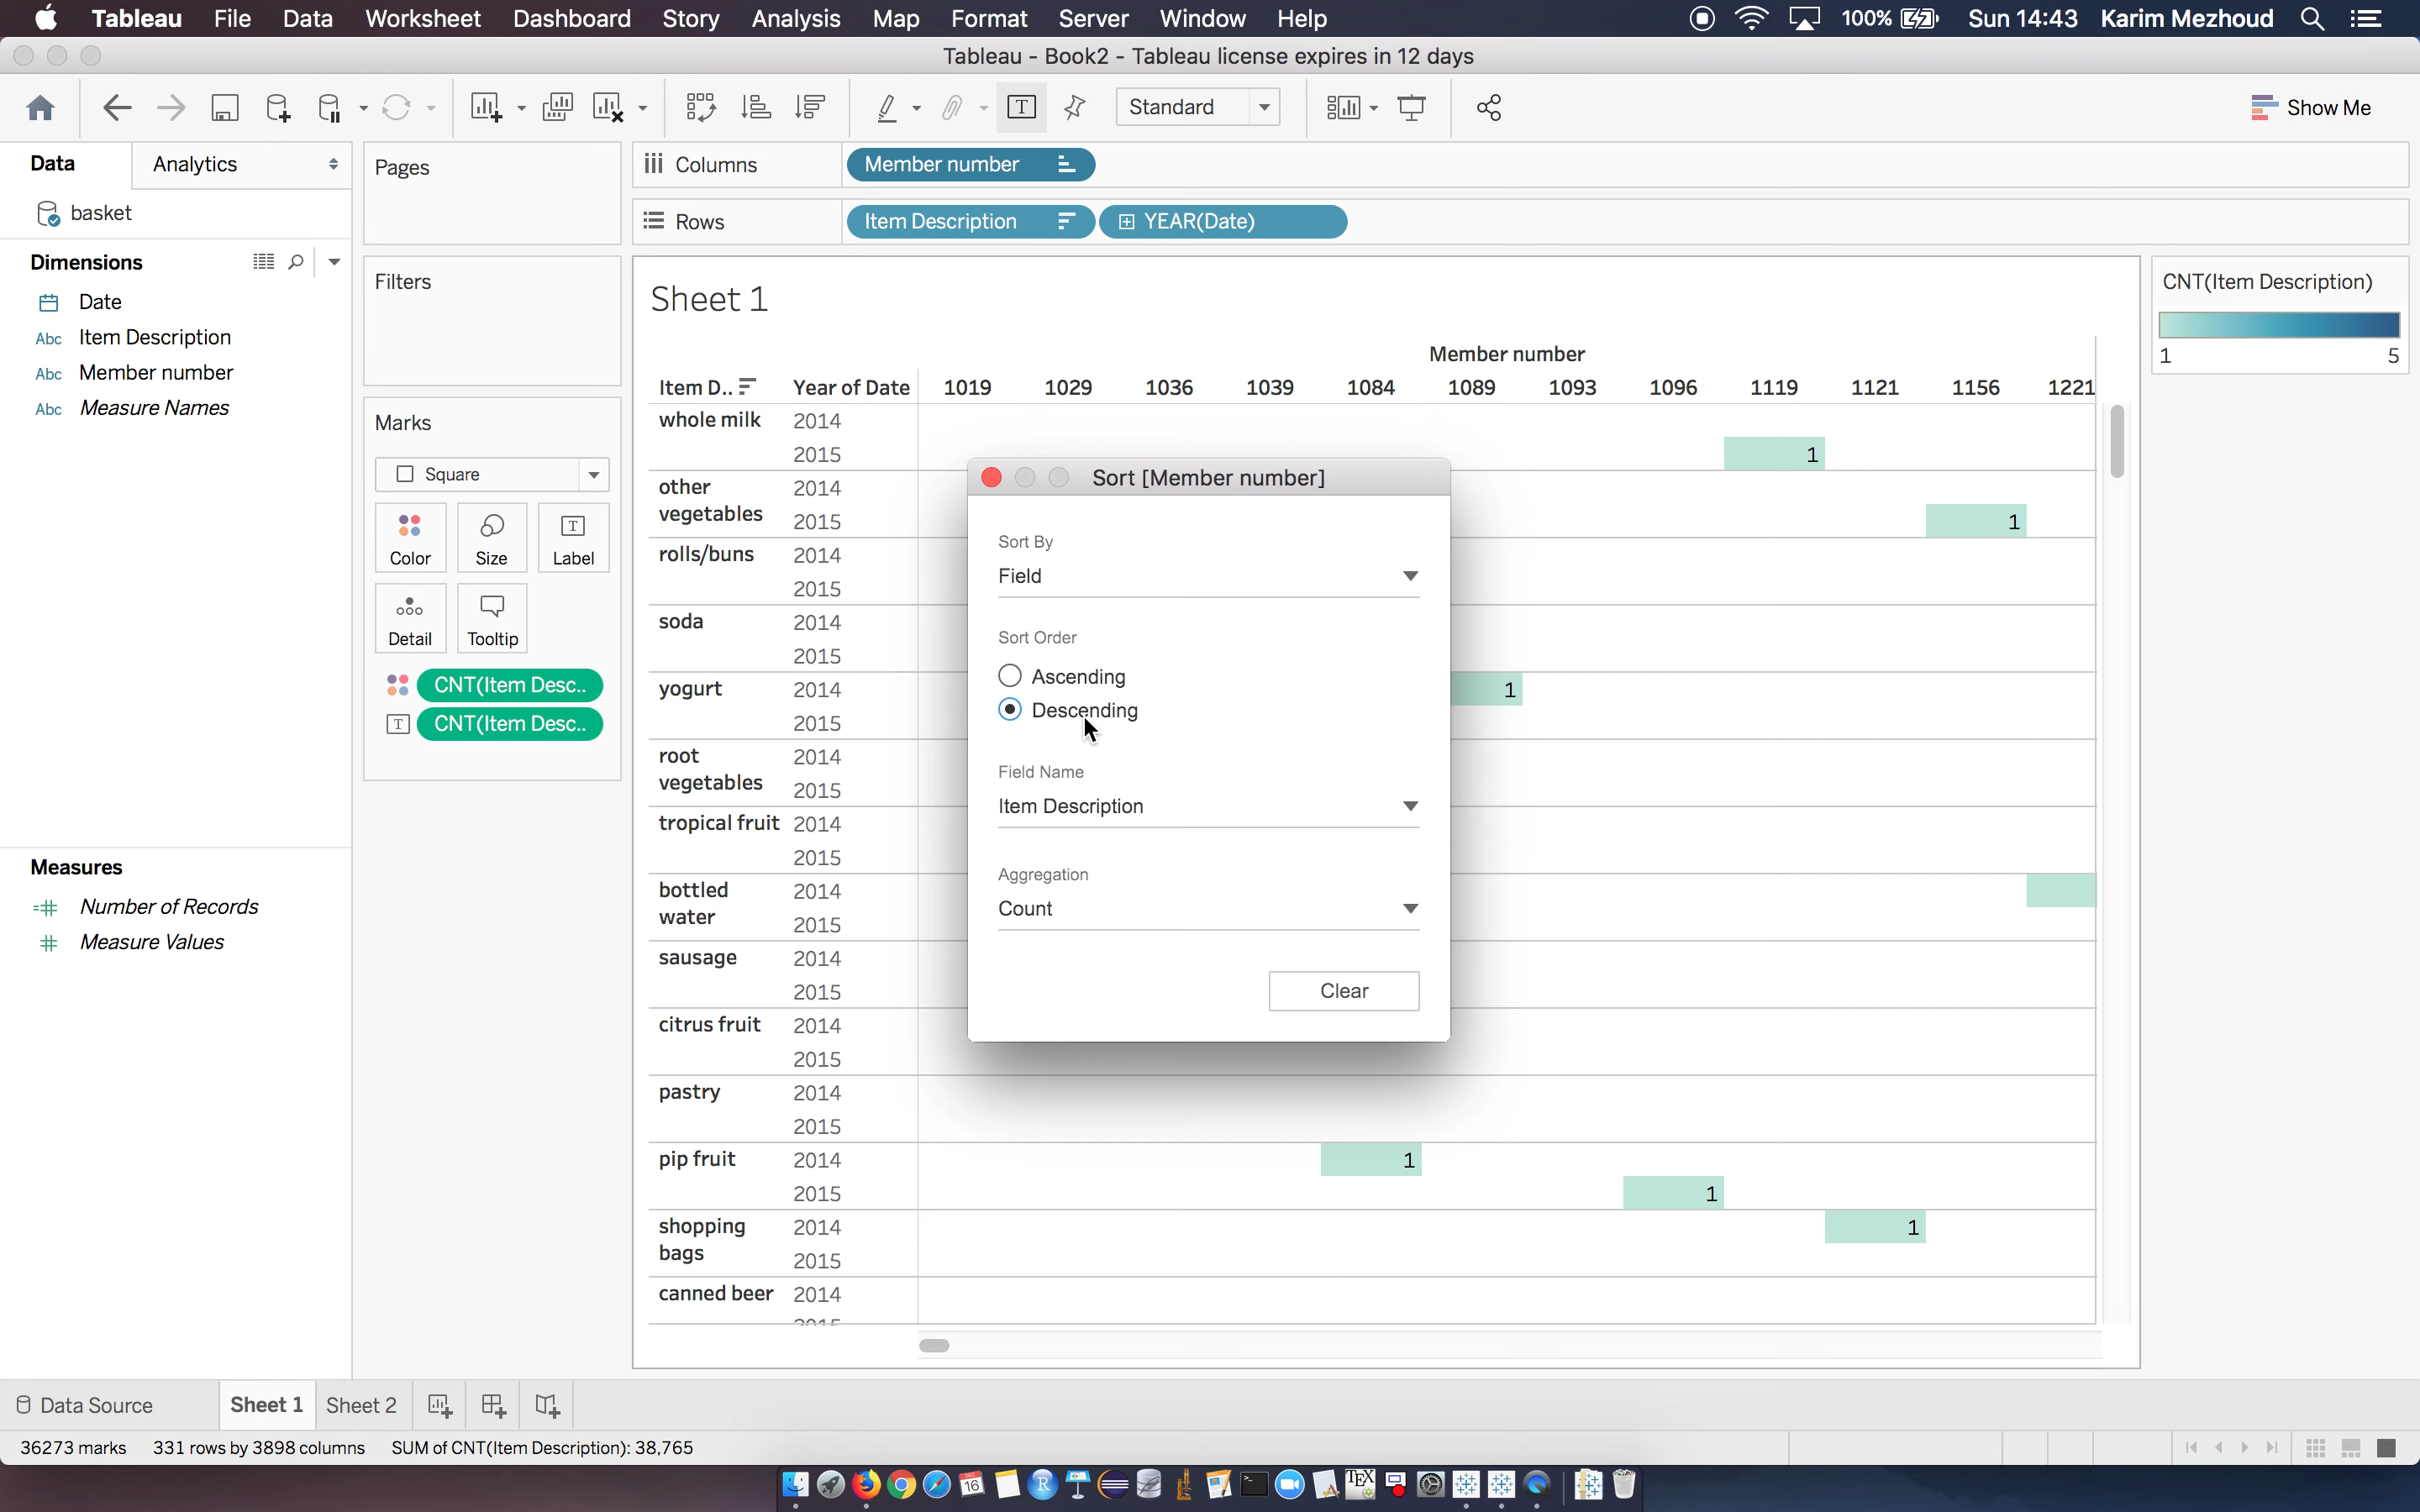 Tableau File Data Worksheet Dashboard Story Analysis Map Format Server Window Help 100% Sun 14:43 Karim Mezhoud
Tableau - Book2 - Tableau license expires in 12 days
Standard Show Me
Data Analytics
basket
Dimensions
Date
Abc Item Description
Abc Member number
Abc Measure Names
Measures
Number of Records
Measure Values
Pages
Filters
Marks
Square
Color Size Label
Detail Tooltip
CNT(Item Desc..
CNT(Item Desc..
Columns Member number
Rows Item Description YEAR(Date)
Sheet 1
Member number
Item D.. Year of Date 1019 1029 1036 1039 1084 1089 1093 1096 1119 1121 1156 1221
whole milk 2014
2015 1
other vegetables 2014
2015 1
rolls/buns 2014
2015
soda 2014
2015
yogurt 2014 1
2015
root vegetables 2014
2015
tropical fruit 2014
2015
bottled water 2014
2015
sausage 2014
2015
citrus fruit 2014
2015
pastry 2014
2015
pip fruit 2014 1
2015 1
shopping bags 2014 1
2015
canned beer 2014
2015
Sort [Member number]
Sort By
Field
Sort Order
Ascending
Descending
Field Name
Item Description
Aggregation
Count
Clear
CNT(Item Description)
1 5
Data Source Sheet 1 Sheet 2
36273 marks 331 rows by 3898 columns SUM of CNT(Item Description): 38,765
DEC
16
R
TEX